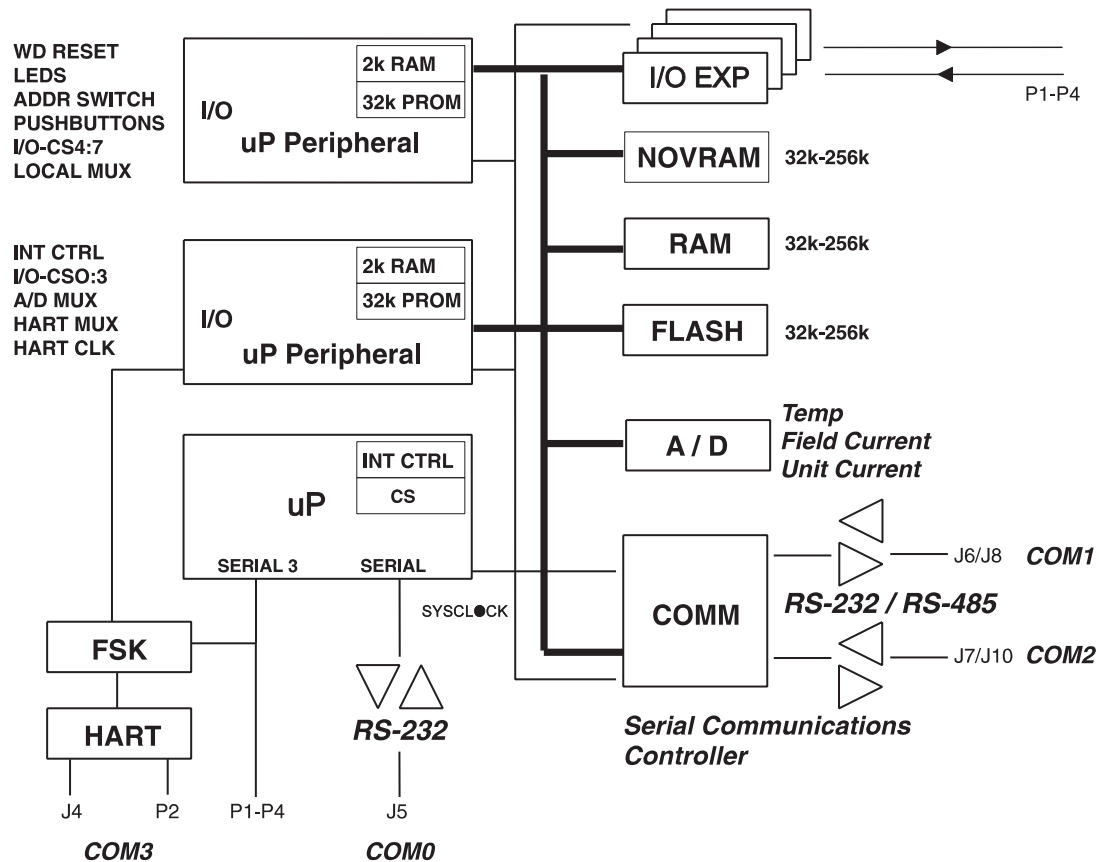 WD RESET
LEDS
ADDR SWITCH
PUSHBUTTONS
I/O-CS4:7
LOCAL MUX
2k RAM
32k PROM
I/O
uP Peripheral
I/O EXP
P1-P4
NOVRAM
32k-256k
RAM
32k-256k
FLASH
32k-256k
INT CTRL
I/O-CSO:3
A/D MUX
HART MUX
HART CLK
2k RAM
32k PROM
I/O
uP Peripheral
A / D
Temp
Field Current
Unit Current
INT CTRL
CS
uP
SERIAL 3
SERIAL
SYSCLOCK
COMM
J6/J8
COM1
RS-232 / RS-485
J7/J10
COM2
Serial Communications
Controller
FSK
HART
RS-232
J4
P2
P1-P4
J5
COM3
COM0